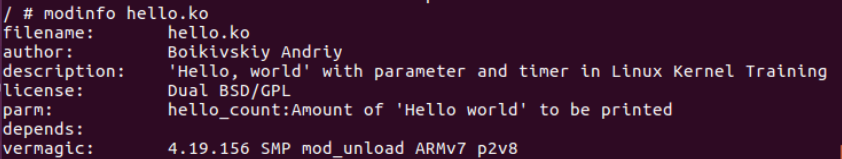 / # modinfo hello.ko
filename: hello.ko
author: Boikivskiy Andriy
description: 'Hello, world' with parameter and timer in Linux Kernel Training
license: Dual BSD/GPL
parm: hello_count:Amount of 'Hello world' to be printed
depends:
vermagic: 4.19.156 SMP mod_unload ARMv7 p2v8